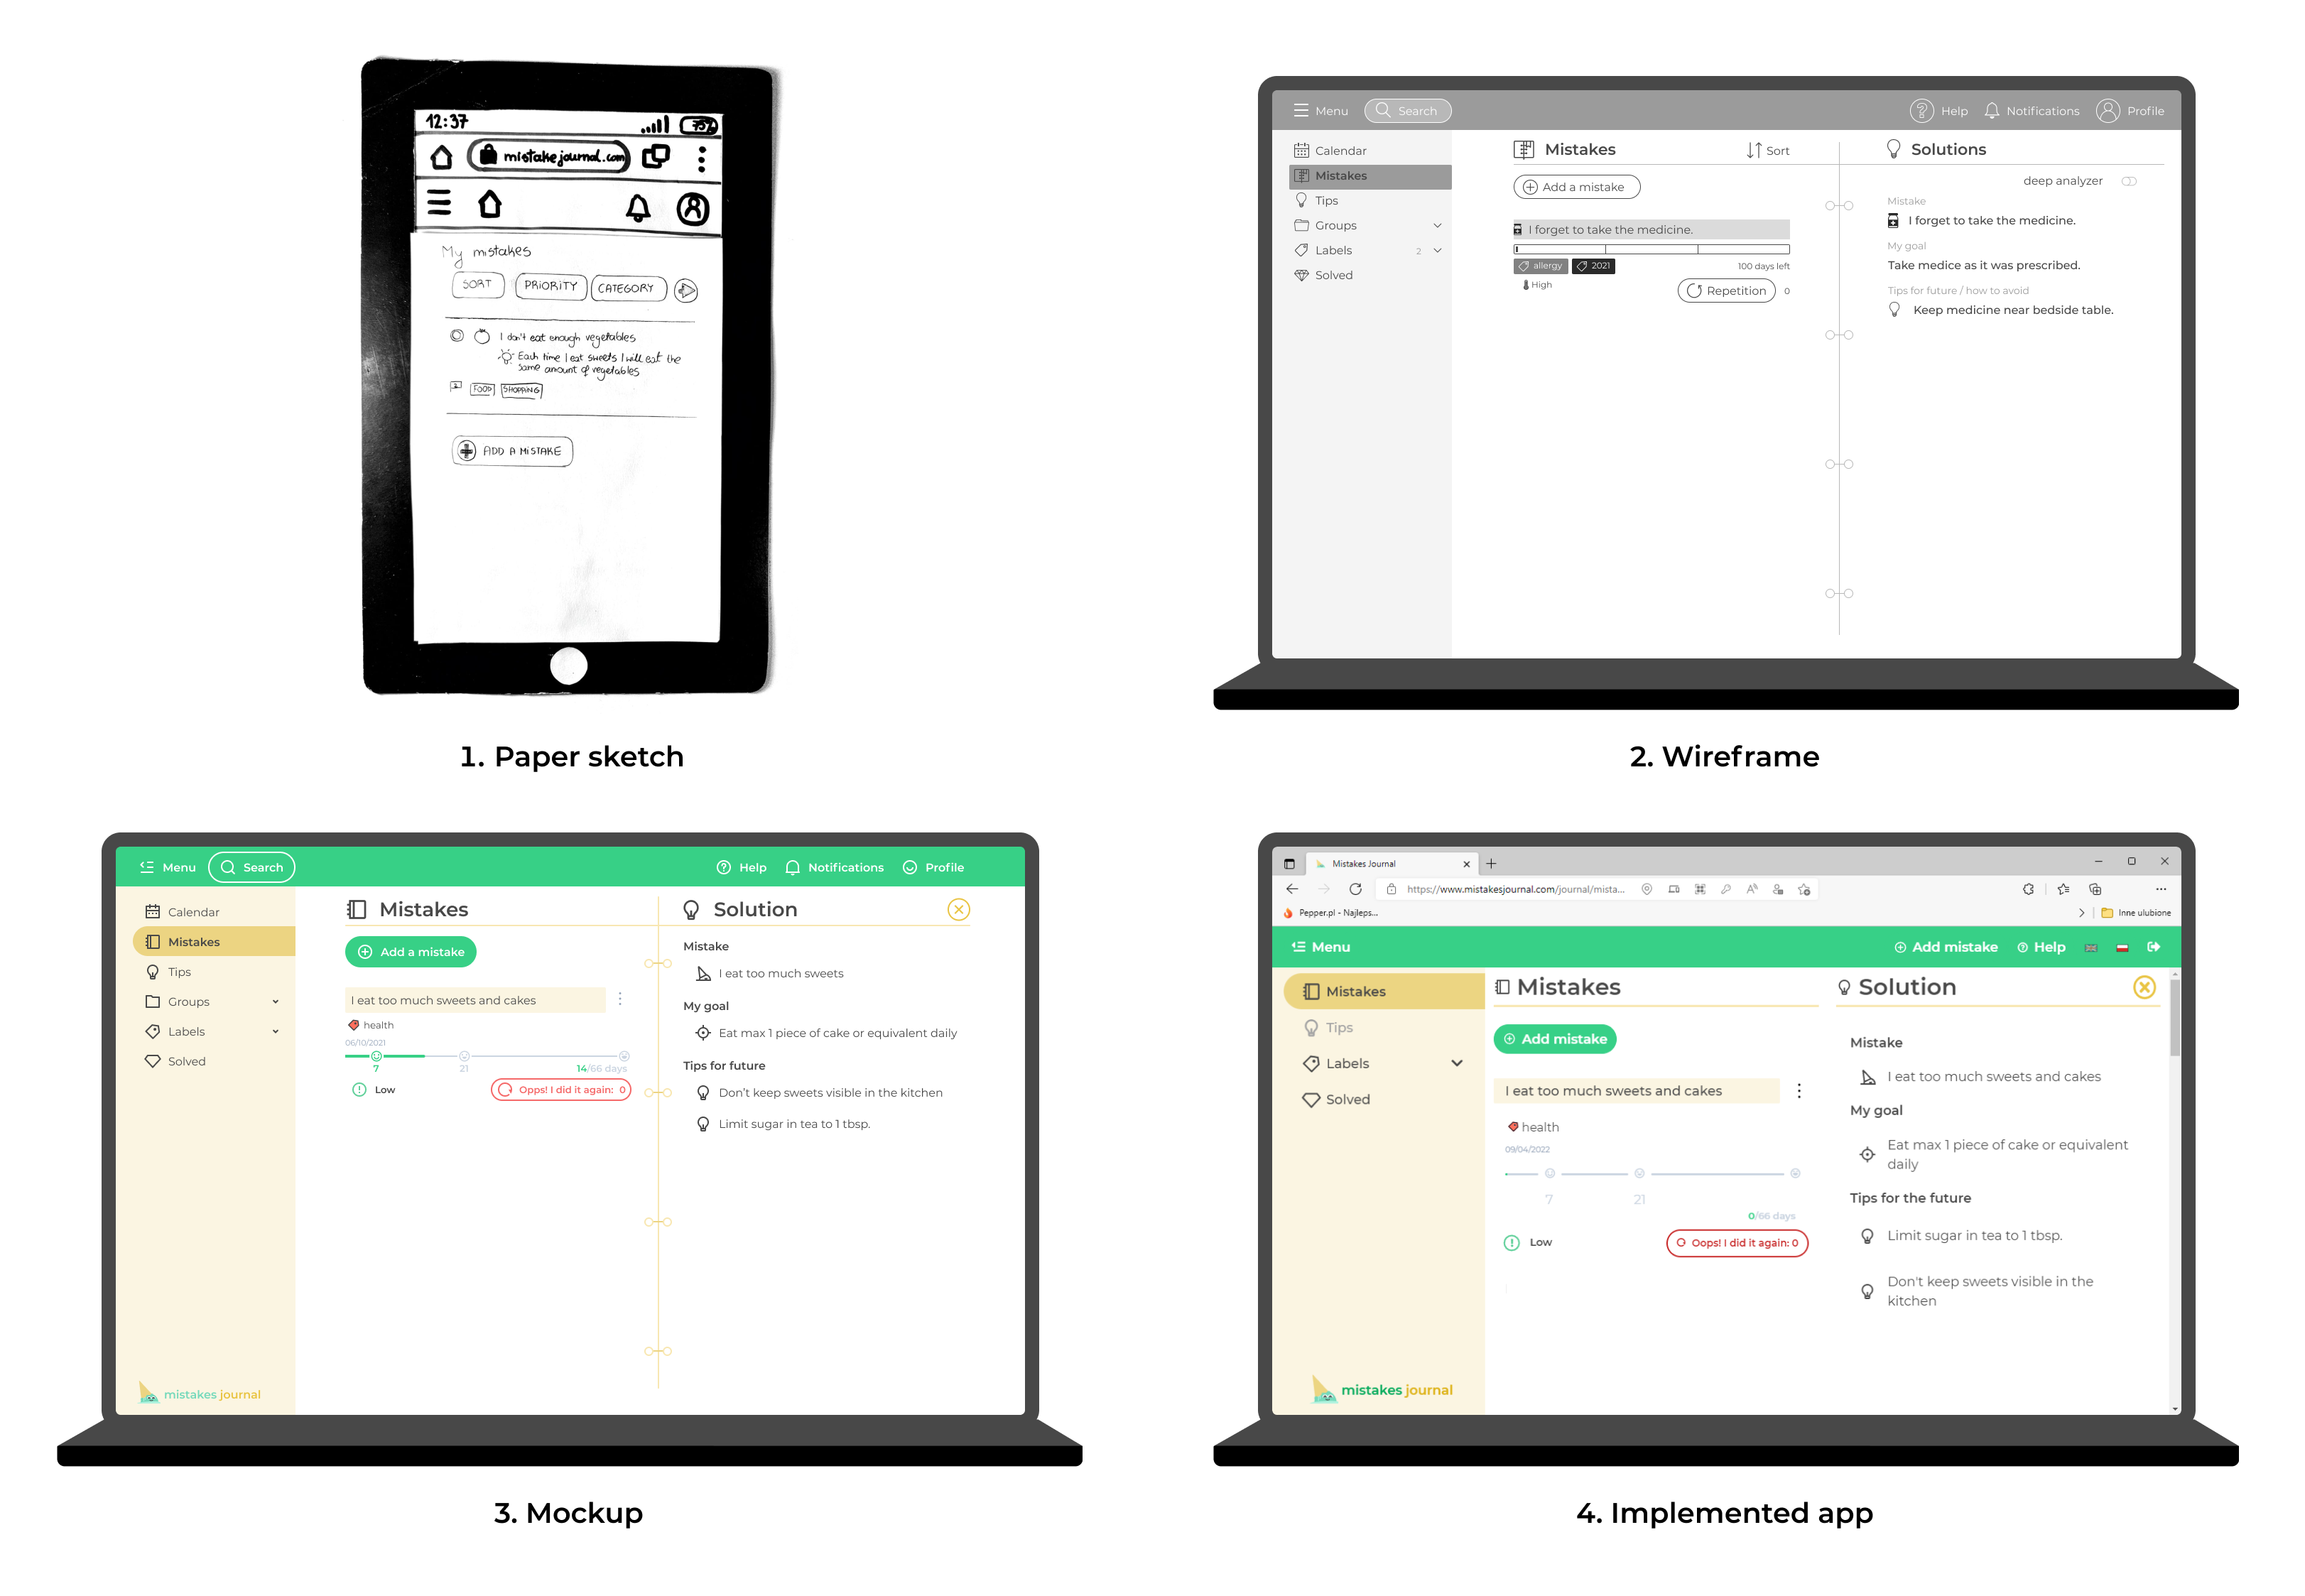 12:37
75%
mistakejournal.com
My mistakes
SORT
PRIORITY
CATEGORY
I don't eat enough vegetables
Each time I eat sweets I will eat the
same amount of vegetables
FOOD
SHOPPING
ADD A MISTAKE
1. Paper sketch
Menu
Search
Help
Notifications
Profile
Calendar
Mistakes
Tips
Groups
Labels
2
Solved
Mistakes
Sort
Add a mistake
I forget to take the medicine.
allergy
2021
100 days left
High
Repetition
0
Solutions
deep analyzer
Mistake
I forget to take the medicine.
My goal
Take medice as it was prescribed.
Tips for future / how to avoid
Keep medicine near bedside table.
2. Wireframe
Menu
Search
Help
Notifications
Profile
Calendar
Mistakes
Tips
Groups
Labels
Solved
mistakes journal
Mistakes
Add a mistake
I eat too much sweets and cakes
health
06/10/2021
7
21
14/66 days
Low
Opps! I did it again: 0
Solution
Mistake
I eat too much sweets
My goal
Eat max 1 piece of cake or equivalent daily
Tips for future
Don't keep sweets visible in the kitchen
Limit sugar in tea to 1 tbsp.
3. Mockup
Mistakes Journal
https://www.mistakesjournal.com/journal/mista...
Pepper.pl - Najleps...
Inne ulubione
Menu
Add mistake
Help
Mistakes
Tips
Labels
Solved
mistakes journal
Mistakes
Add mistake
I eat too much sweets and cakes
health
09/04/2022
7
21
0/66 days
Low
Oops! I did it again: 0
Solution
Mistake
I eat too much sweets and cakes
My goal
Eat max 1 piece of cake or equivalent
daily
Tips for the future
Limit sugar in tea to 1 tbsp.
Don't keep sweets visible in the
kitchen
4. Implemented app